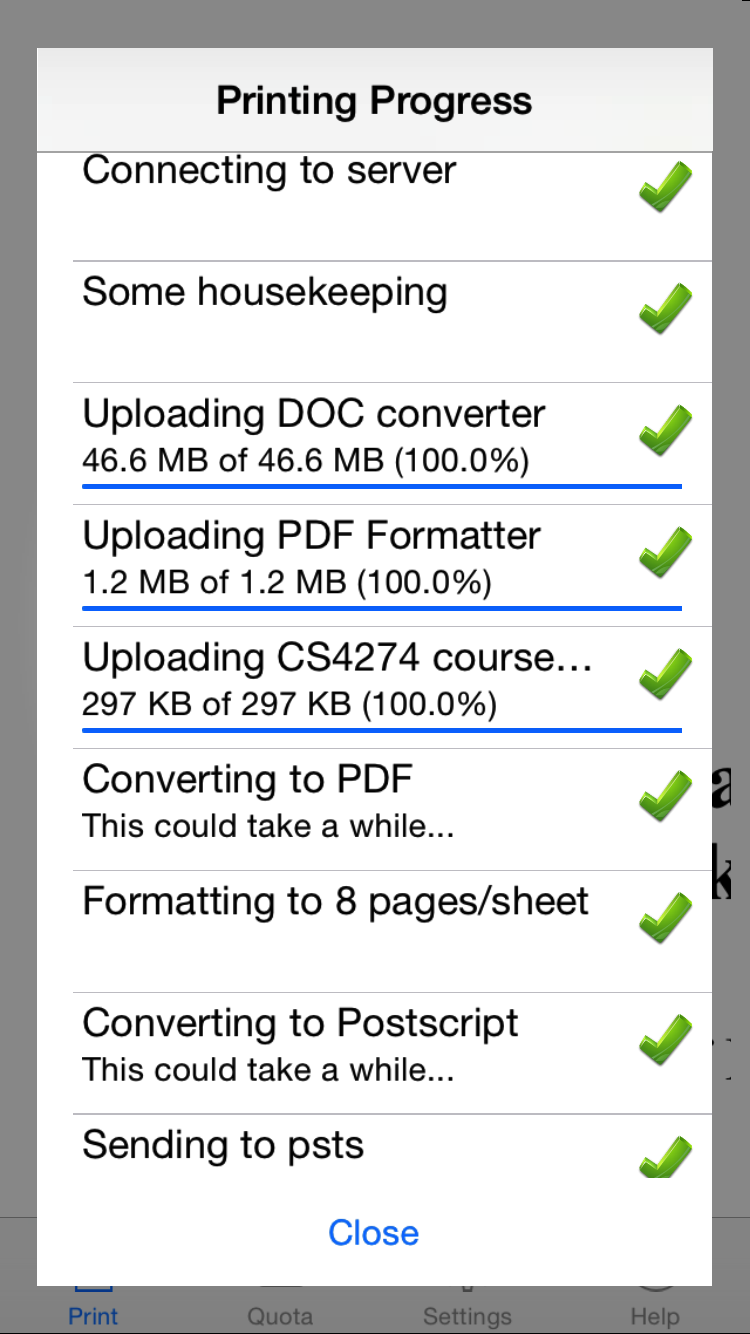 Printing Progress
Connecting to server
Some housekeeping
Uploading DOC converter
46.6 MB of 46.6 MB (100.0%)
Uploading PDF Formatter
1.2 MB of 1.2 MB (100.0%)
Uploading CS4274 course...
297 KB of 297 KB (100.0%)
Converting to PDF
This could take a while...
Formatting to 8 pages/sheet
Converting to Postscript
This could take a while...
Sending to psts
Close
Print Quota Settings Help